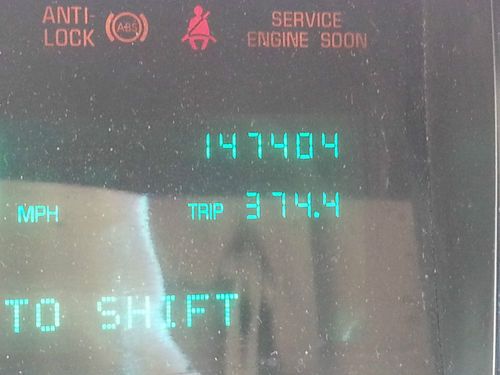 ANTI-
LOCK
ABS
SERVICE
ENGINE SOON
147404
MPH
TRIP 374.4
TO SHIFT